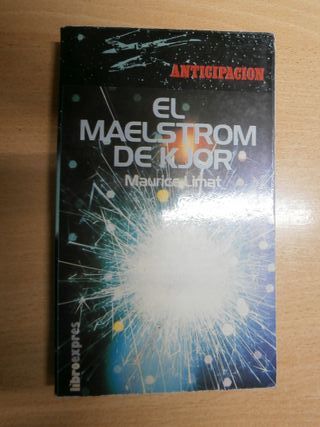 ANTICIPACION
EL
MAELSTROM
DE KJOR
Maurice Limat
libroexpres